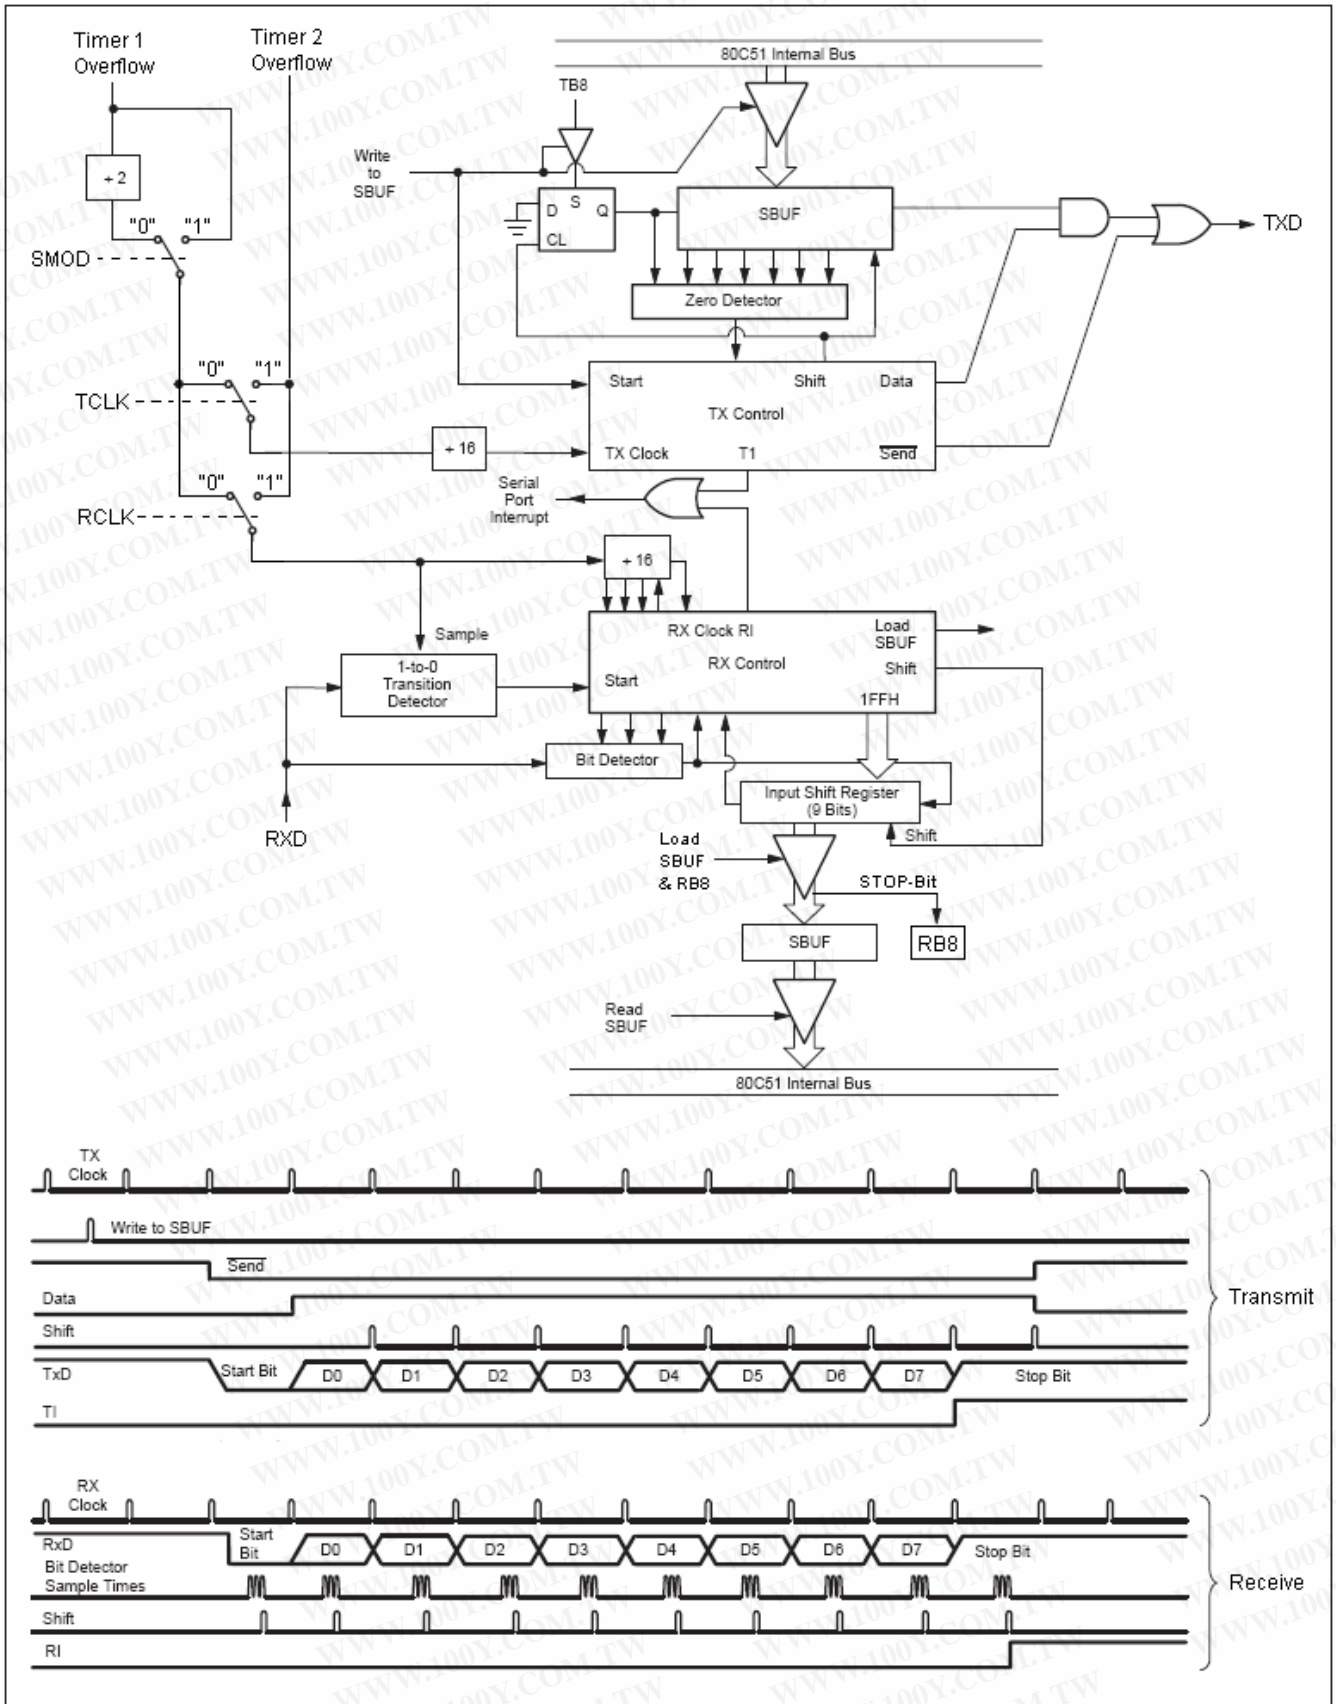 Timer 1
Overflow
Timer 2
Overflow
80C51 Internal Bus
TB8
÷ 2
Write
to
SBUF
"0" "1"
SMOD
D S Q
CL
SBUF
TXD
Zero Detector
"0" "1"
TCLK
Start Shift Data
TX Control
÷ 16
TX Clock T1 Send
"0" "1"
RCLK
Serial
Port
Interrupt
÷ 16
Sample
RX Clock RI
Load
SBUF
RX Control
1-to-0
Transition
Detector
Start
Shift
1FFH
Bit Detector
Input Shift Register
(9 Bits)
RXD
Shift
Load
SBUF
& RB8
STOP-Bit
SBUF
RB8
Read
SBUF
80C51 Internal Bus
TX
Clock
Write to SBUF
Send
Data
Transmit
Shift
TxD Start Bit D0 D1 D2 D3 D4 D5 D6 D7 Stop Bit
TI
RX
Clock
RxD Start
Bit D0 D1 D2 D3 D4 D5 D6 D7 Stop Bit
Bit Detector
Sample Times
Receive
Shift
RI
WWW.100Y.COM.TW